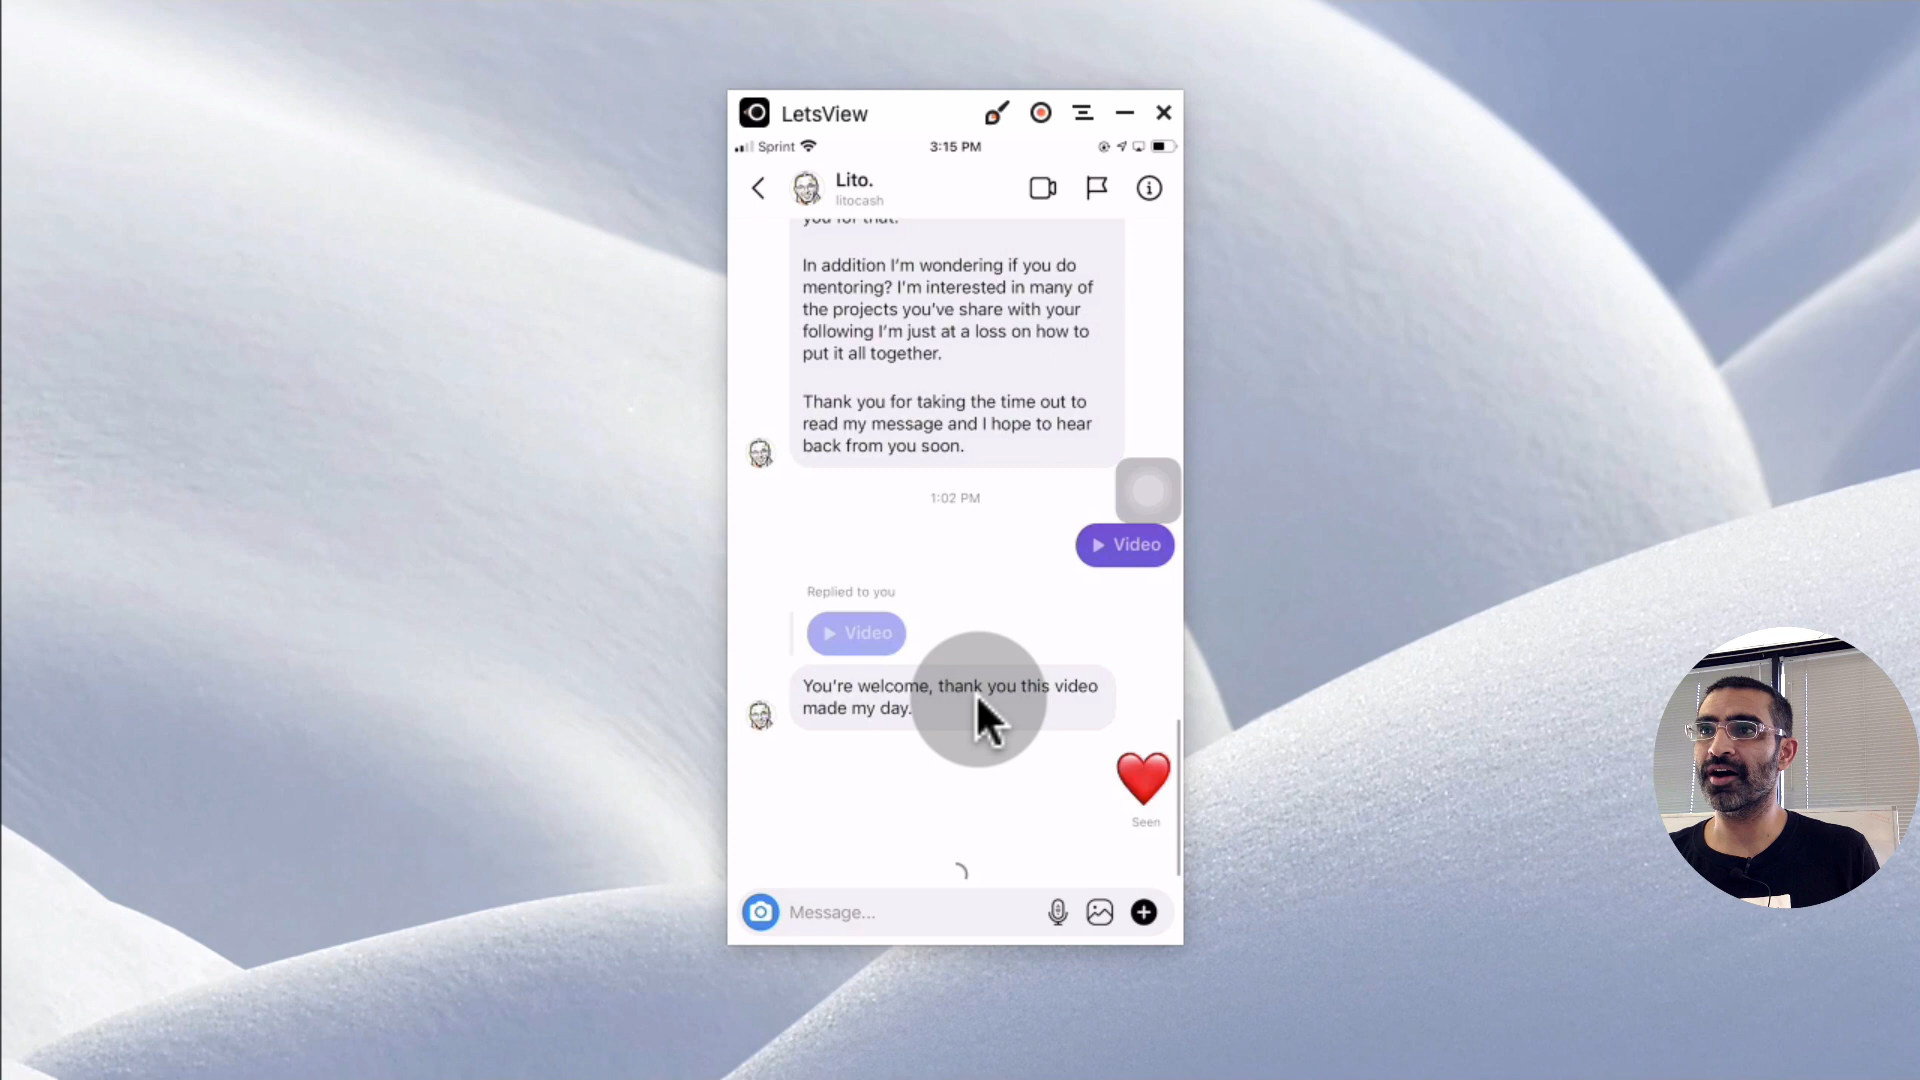 LetsView
Sprint
3:15 PM
Lito.
litocash
you for that.
In addition I'm wondering if you do
mentoring? I'm interested in many of
the projects you've share with your
following I'm just at a loss on how to
put it all together.
Thank you for taking the time out to
read my message and I hope to hear
back from you soon.
1:02 PM
Video
Replied to you
Video
You're welcome, thank you this video
made my day.
Seen
Message...